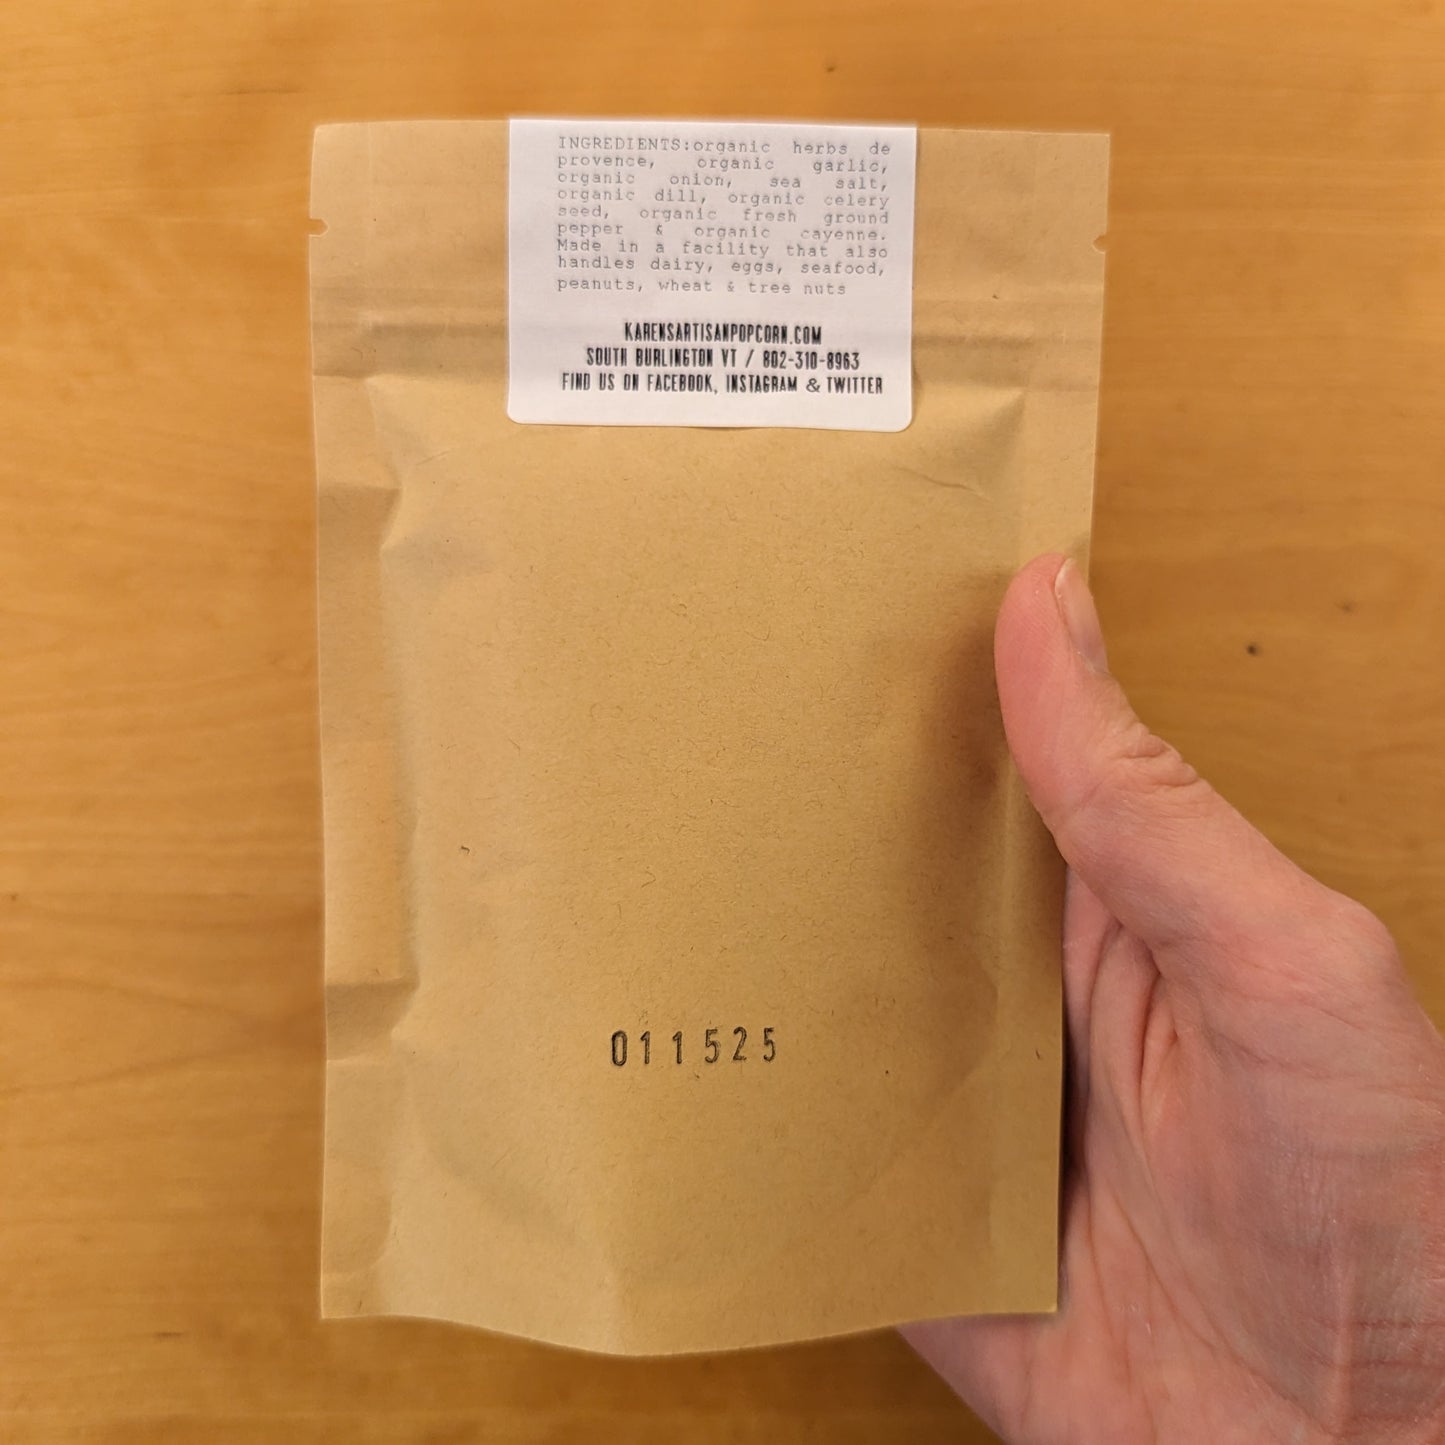 INGREDIENTS:organic herbs de
provence, organic garlic,
organic onion, sea salt,
organic dill, organic celery
seed, organic fresh ground
pepper & organic cayenne.
Made in a facility that also
handles dairy, eggs, seafood,
peanuts, wheat & tree nuts
KARENSARTISANPOPCORN.COM
SOUTH BURLINGTON VT / 802-310-8963
FIND US ON FACEBOOK, INSTAGRAM & TWITTER
011525